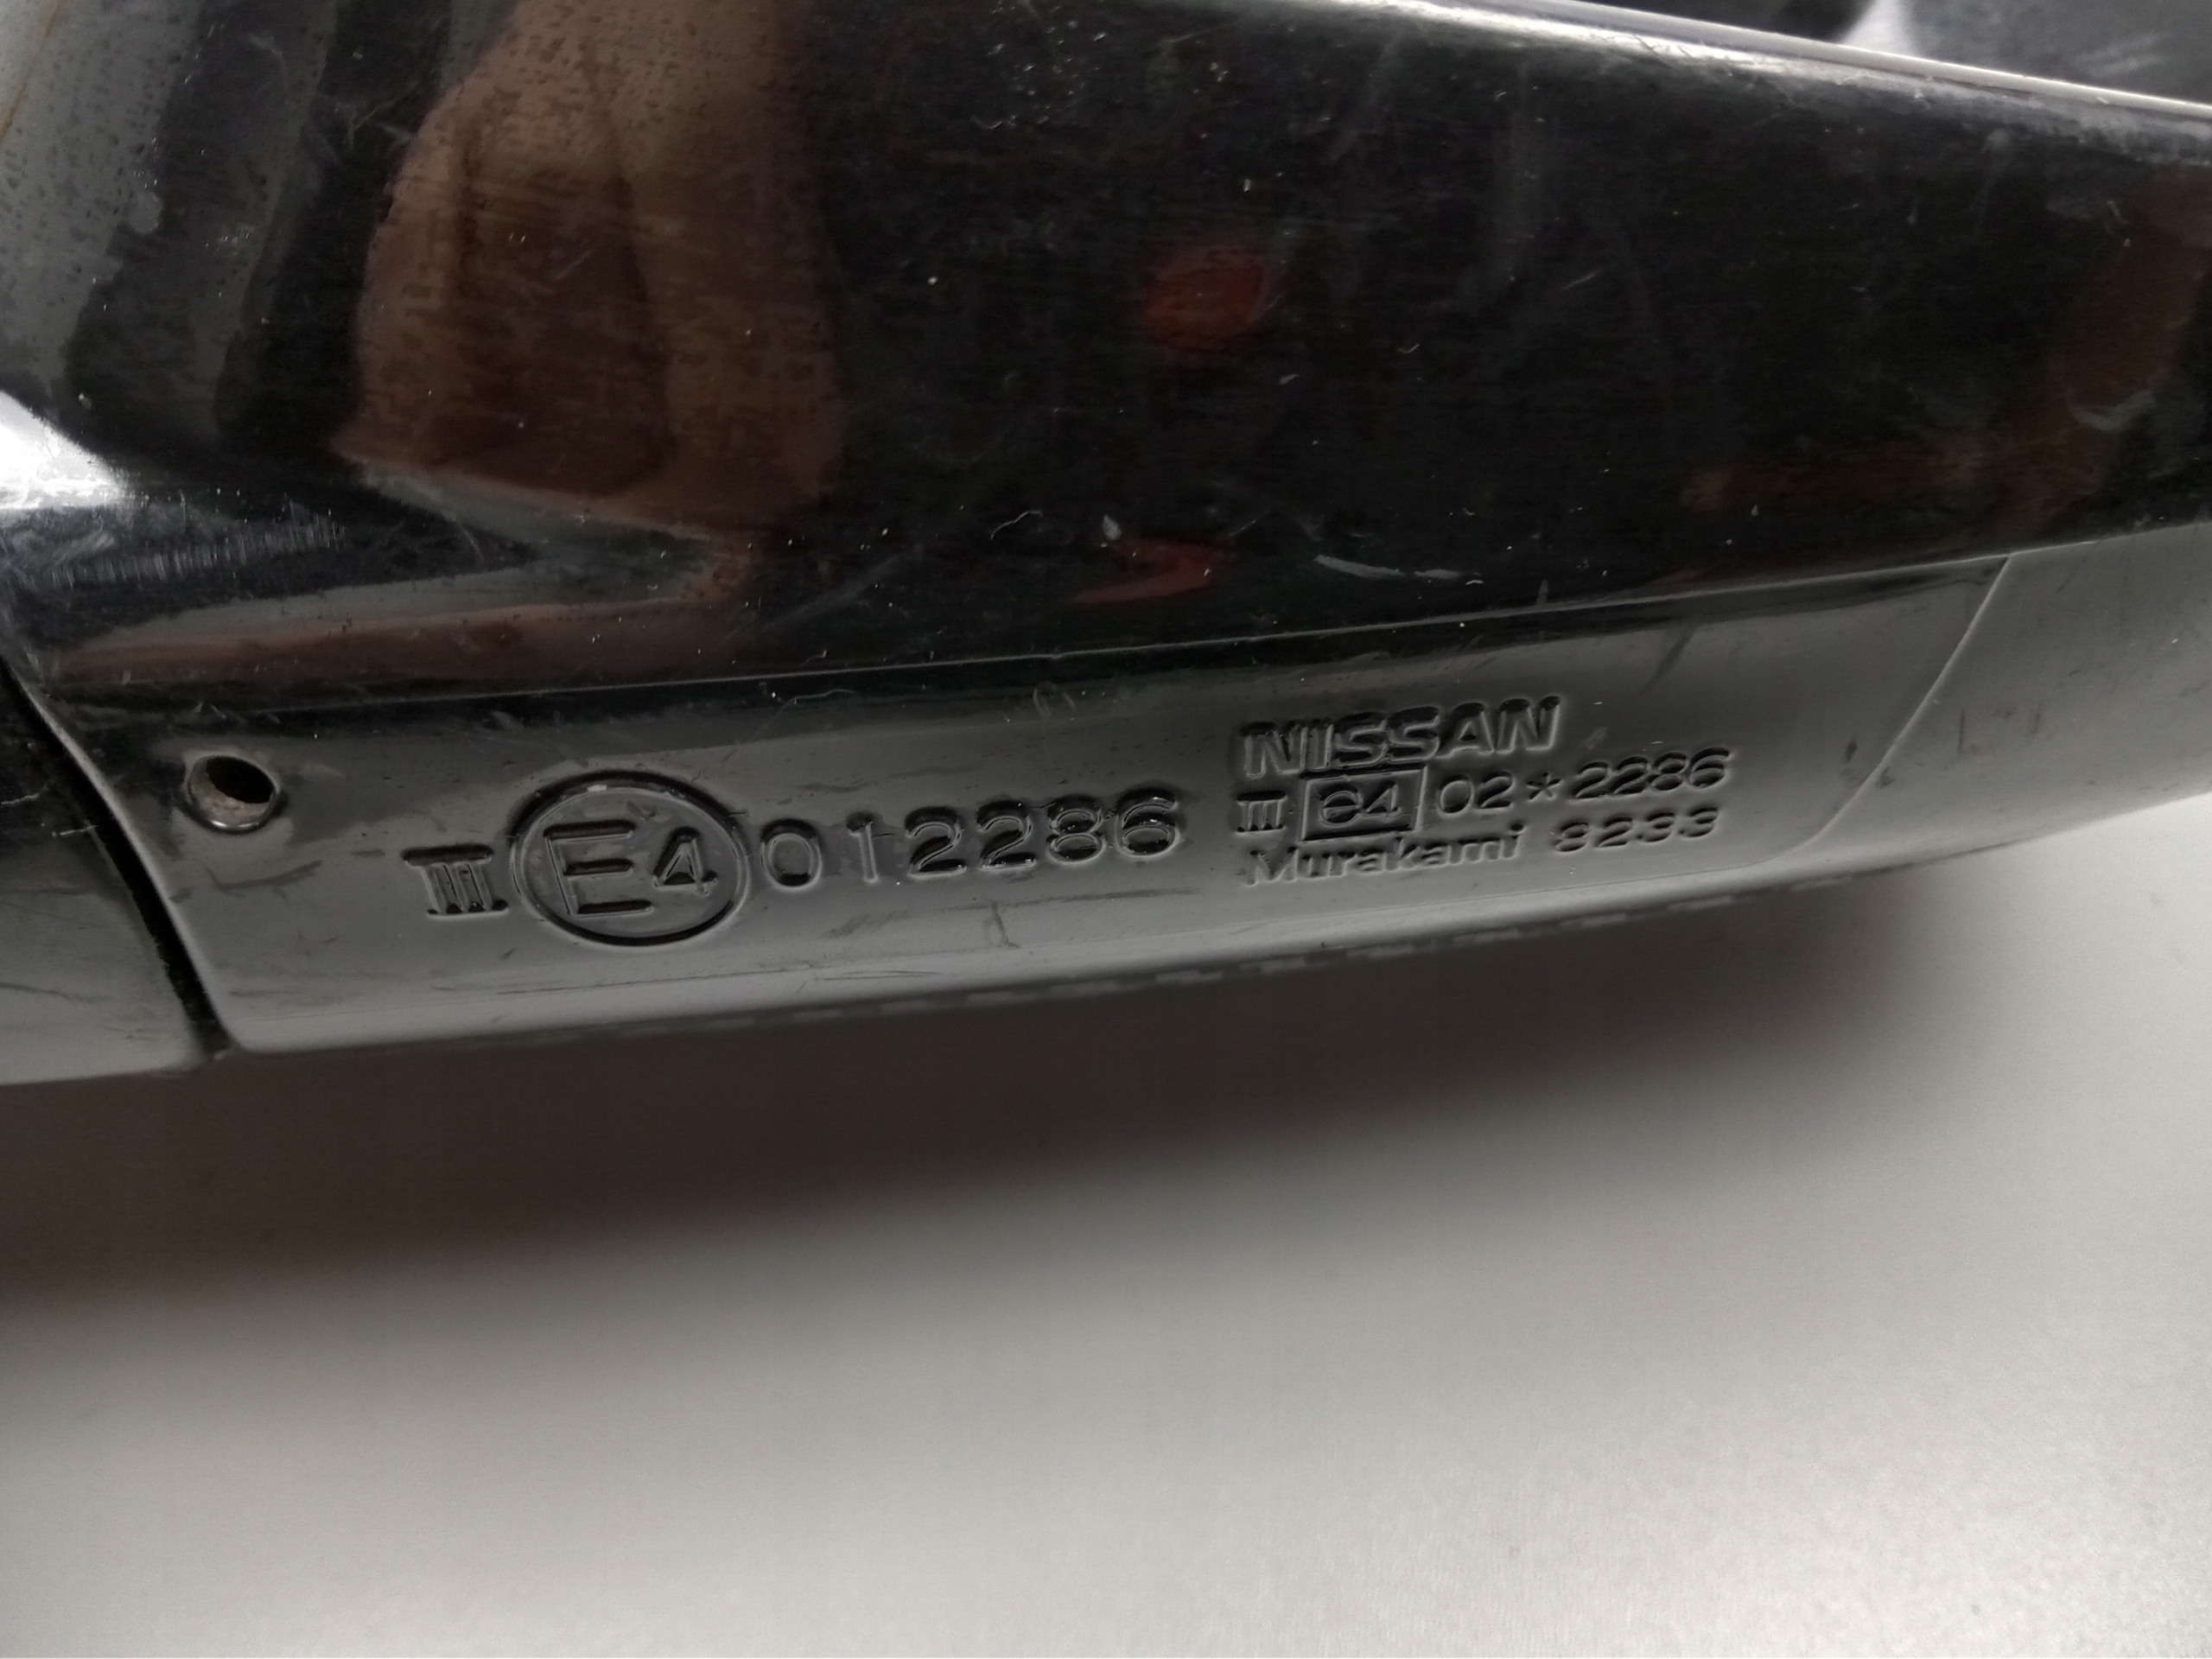 III E4 012286
NISSAN
III e4 02*2286
Murakami 8233